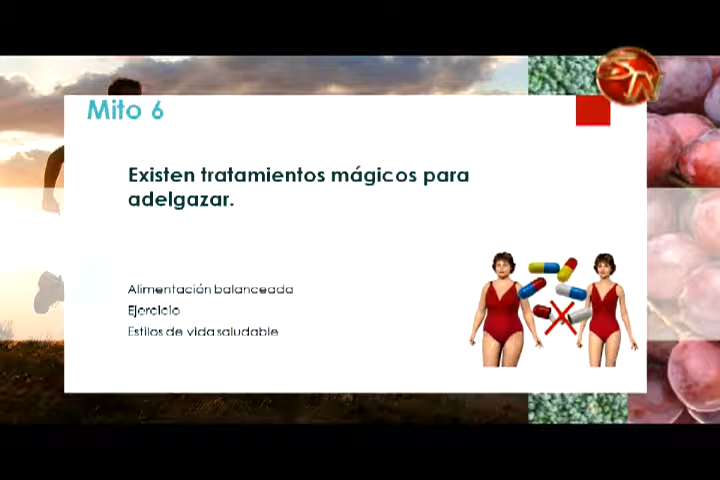 Mito 6
Existen tratamientos mágicos para
adelgazar.
Alimentación balanceada
Ejercicio
Estilos de vida saludable